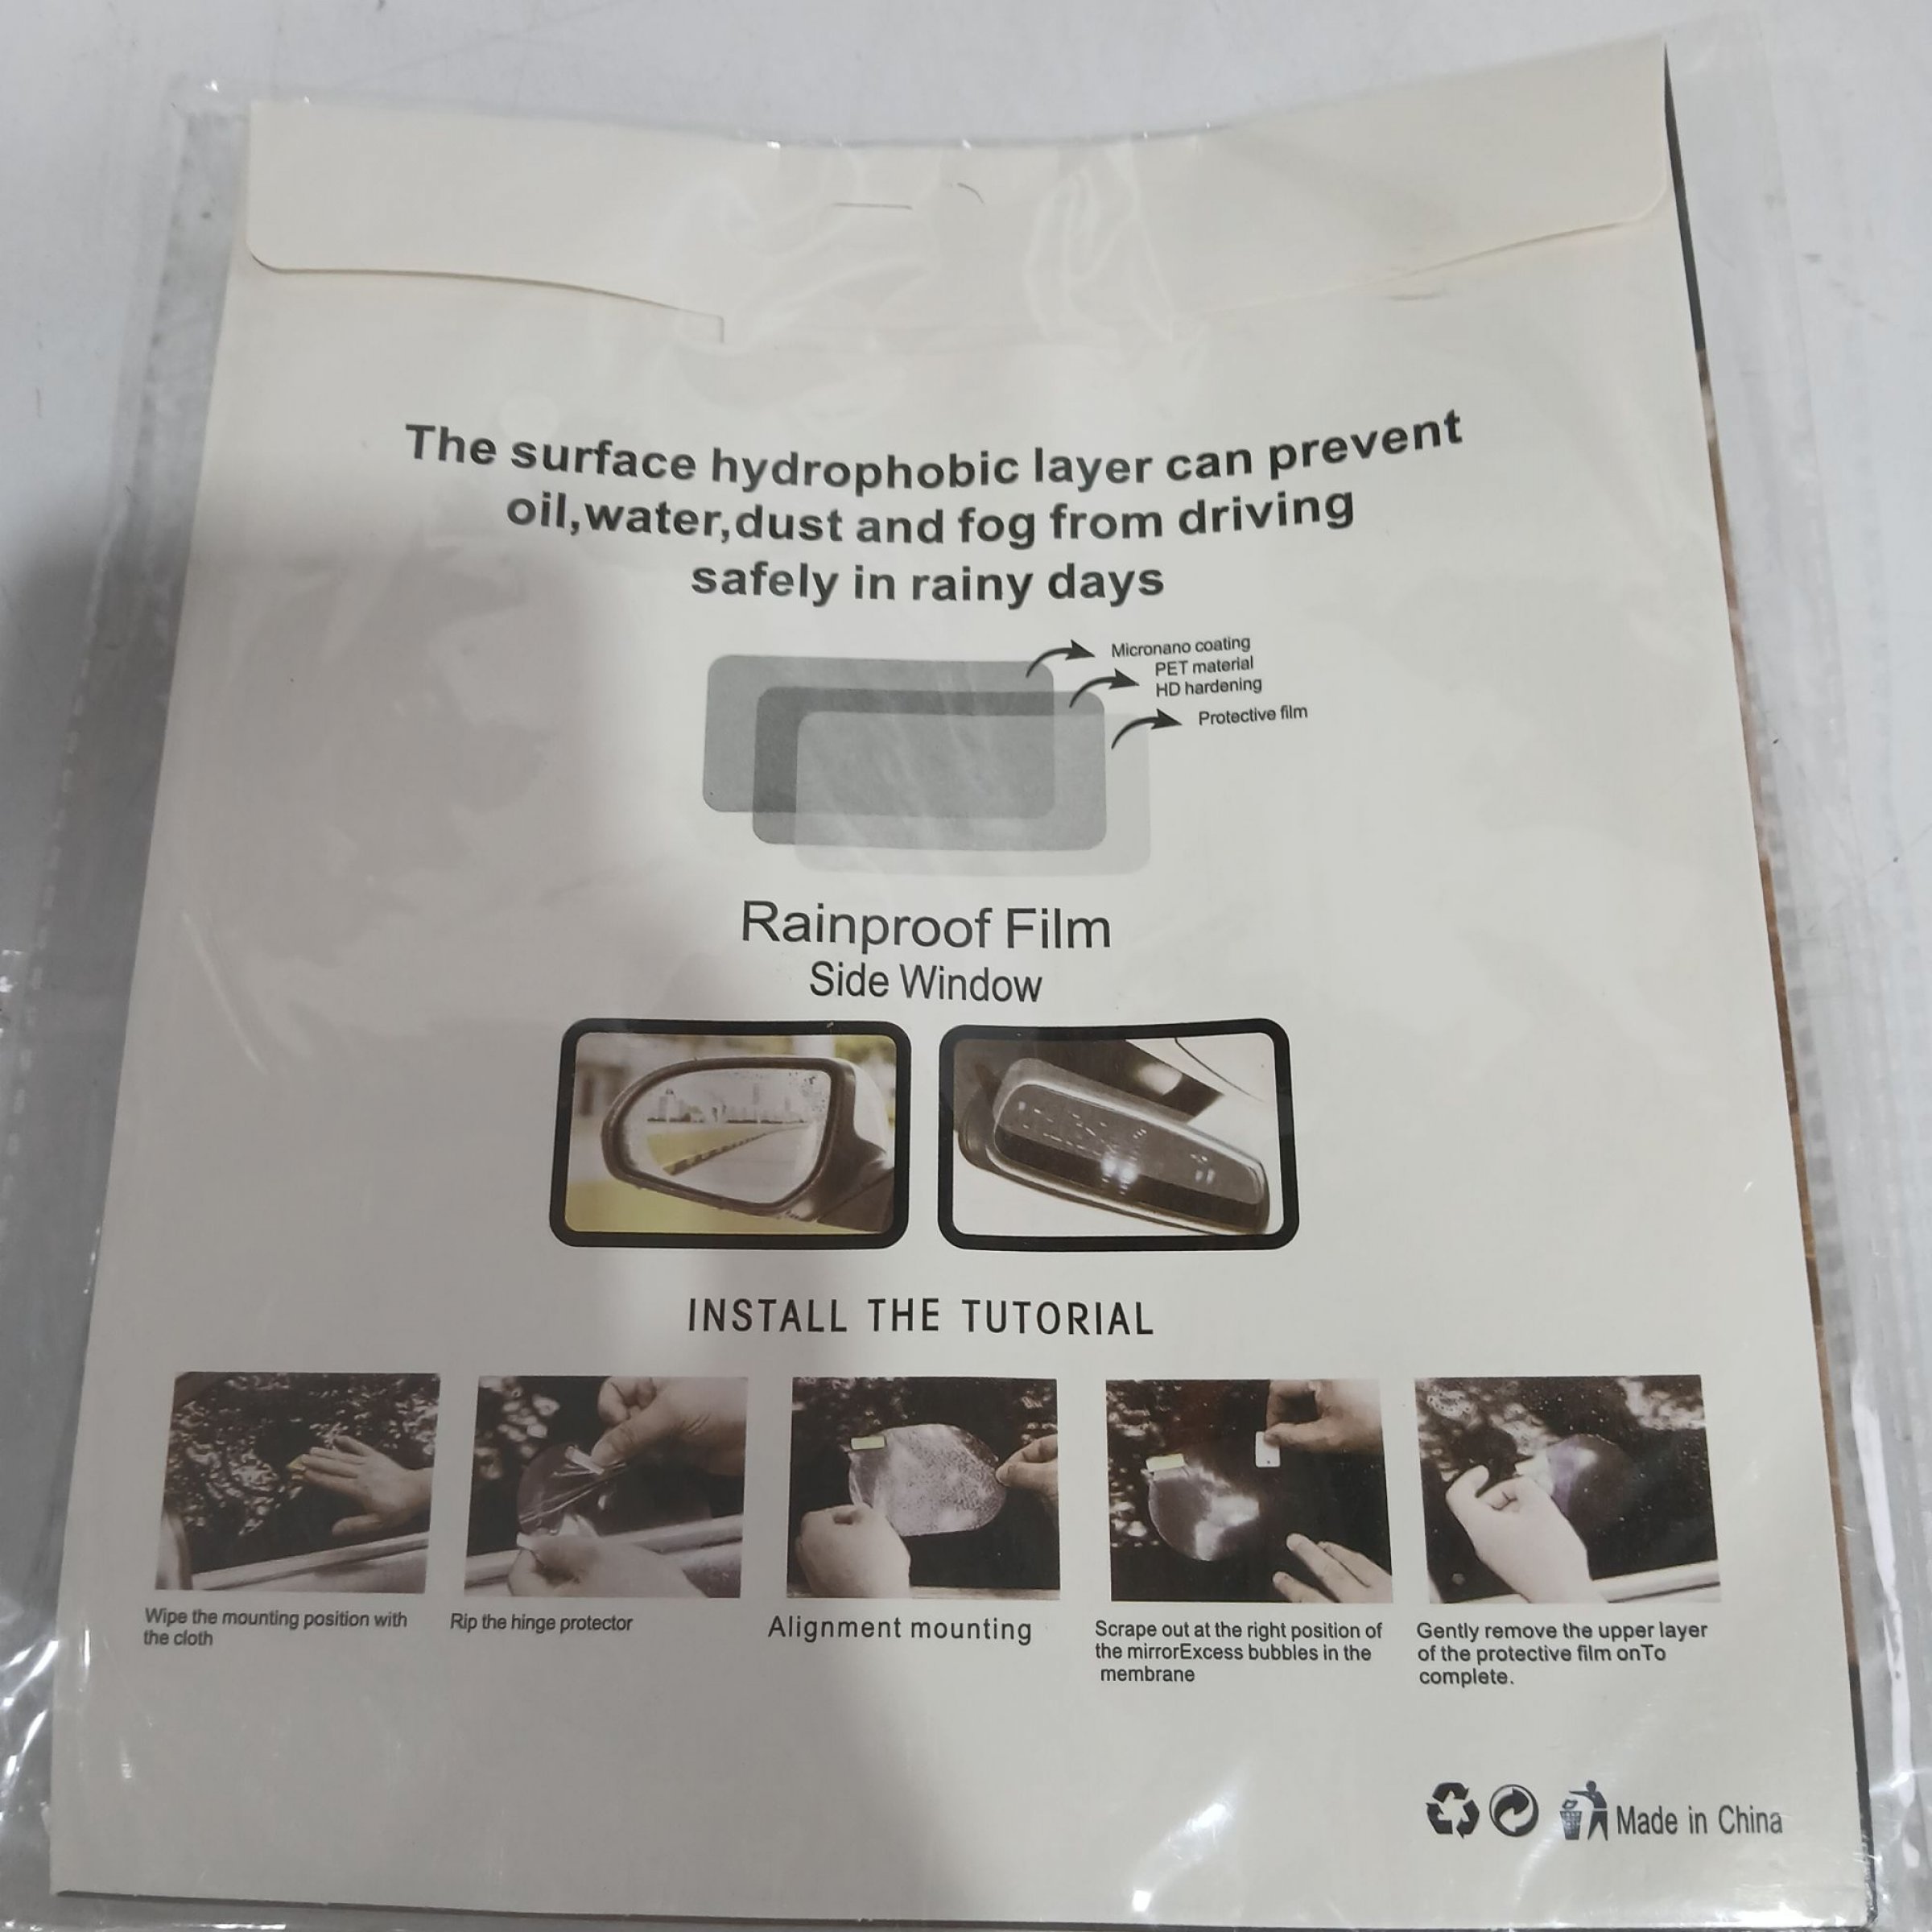 The surface hydrophobic layer can prevent
oil,water,dust and fog from driving
safely in rainy days
Micronano coating
PET material
HD hardening
Protective film
Rainproof Film
Side Window
INSTALL THE TUTORIAL
Wipe the mounting position with
the cloth
Rip the hinge protector
Alignment mounting
Scrape out at the right position of
the mirrorExcess bubbles in the
membrane
Gently remove the upper layer
of the protective film onTo
complete.
Made in China